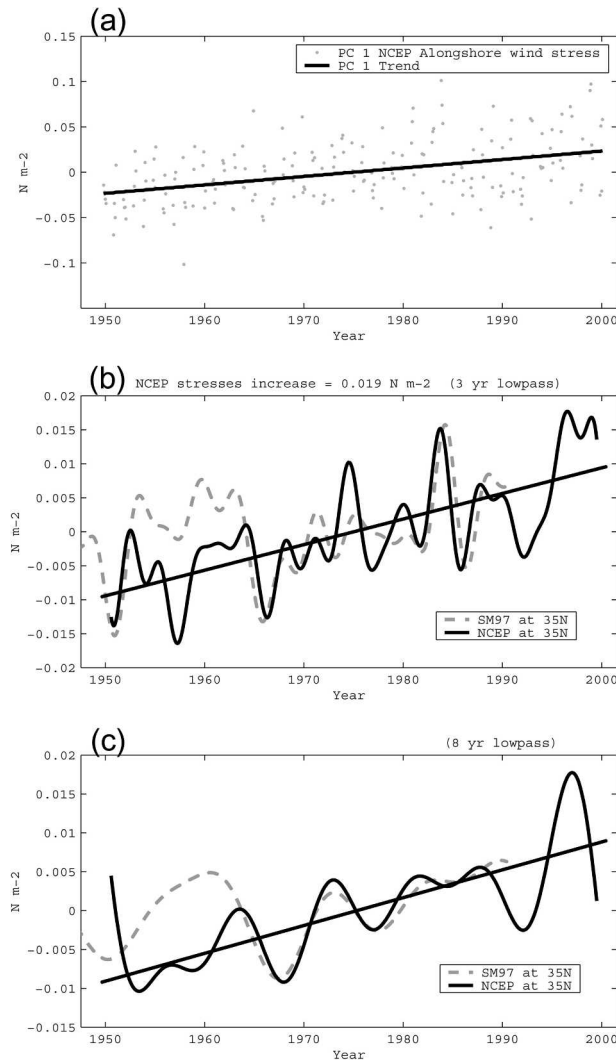 (a)
0.15
0.1
0.05
0
-0.05
-0.1
N m-2
PC 1 NCEP Alongshore wind stress
PC 1 Trend
1950 1960 1970 1980 1990 2000
Year
(b)
NCEP stresses increase = 0.019 N m-2 (3 yr lowpass)
0.02
0.015
0.01
0.005
0
-0.005
-0.01
-0.015
-0.02
N m-2
SM97 at 35N
NCEP at 35N
1950 1960 1970 1980 1990 2000
Year
(c)
(8 yr lowpass)
0.02
0.015
0.01
0.005
0
-0.005
-0.01
-0.015
N m-2
SM97 at 35N
NCEP at 35N
1950 1960 1970 1980 1990 2000
Year